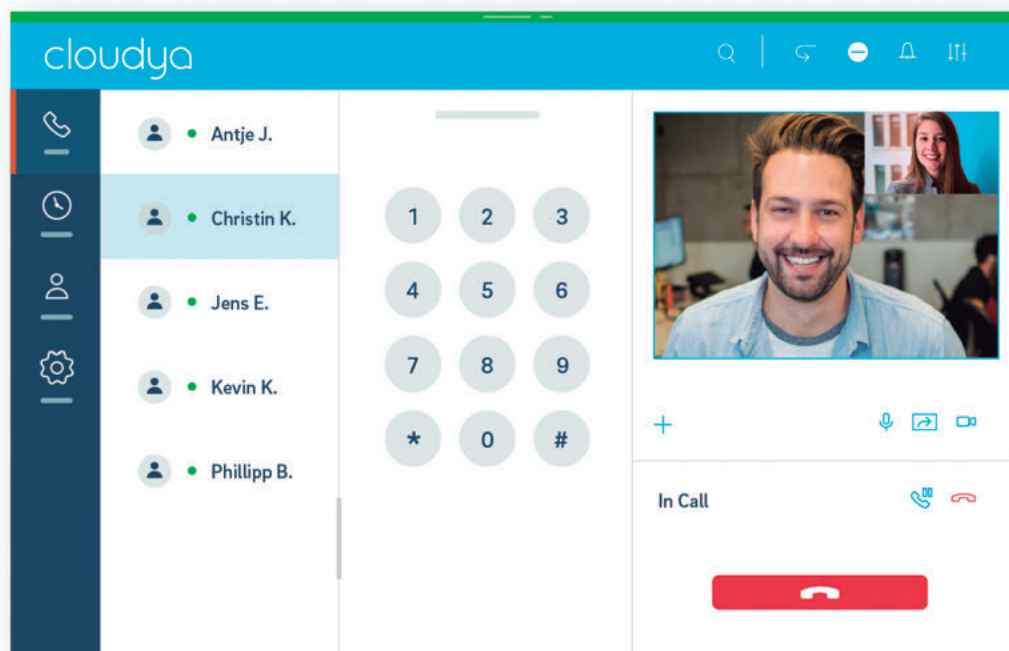 cloudya
Antje J.
Christin K.
Jens E.
Kevin K.
Phillipp B.
1 2 3
4 5 6
7 8 9
* 0 #
In Call